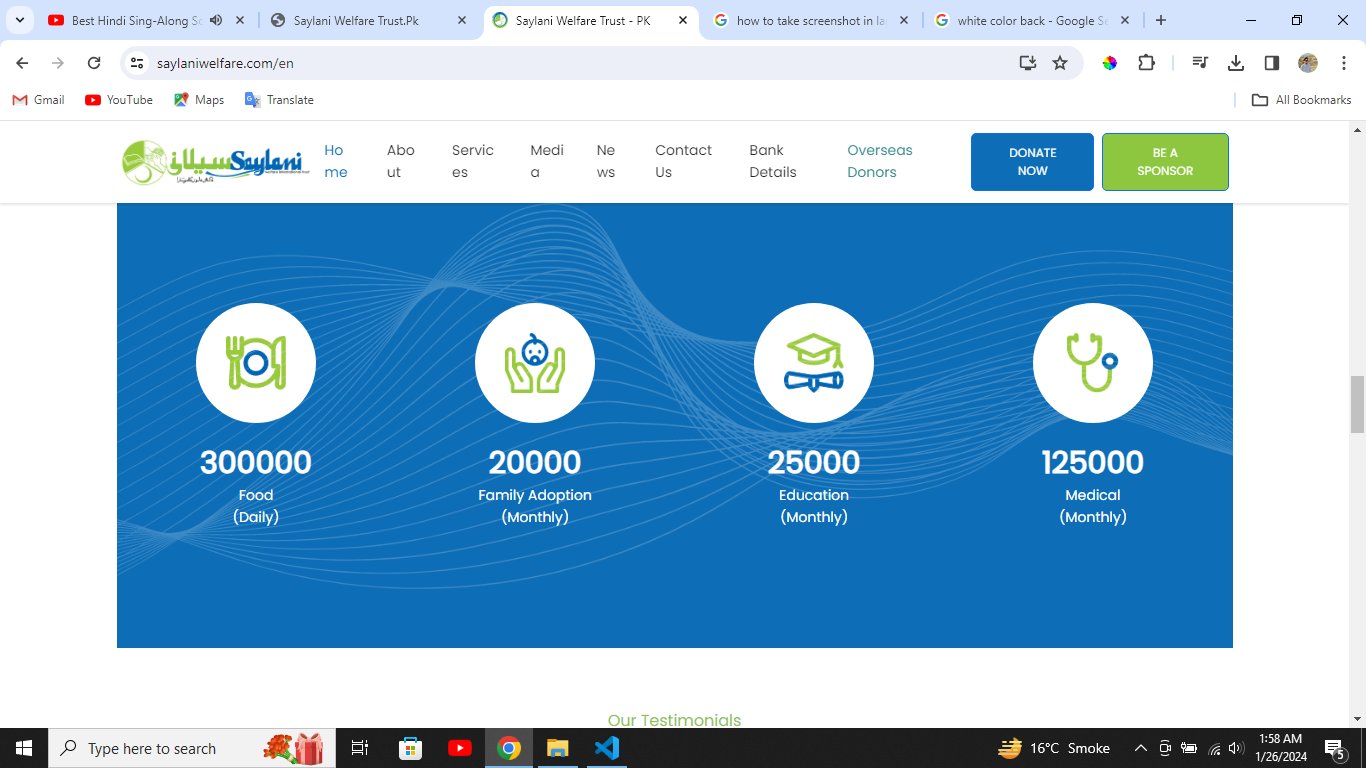 Best Hindi Sing-Along So
Saylani Welfare Trust.Pk
Saylani Welfare Trust - PK
how to take screenshot in la
white color back - Google Se
saylaniwelfare.com/en
Gmail
YouTube
Maps
Translate
All Bookmarks
سیلانی Saylani
Ho
me
Abo
ut
Servic
es
Medi
a
Ne
ws
Contact
Us
Bank
Details
Overseas
Donors
DONATE
NOW
BE A
SPONSOR
300000
Food
(Daily)
20000
Family Adoption
(Monthly)
25000
Education
(Monthly)
125000
Medical
(Monthly)
Our Testimonials
Type here to search
16°C Smoke
1:58 AM
1/26/2024
5